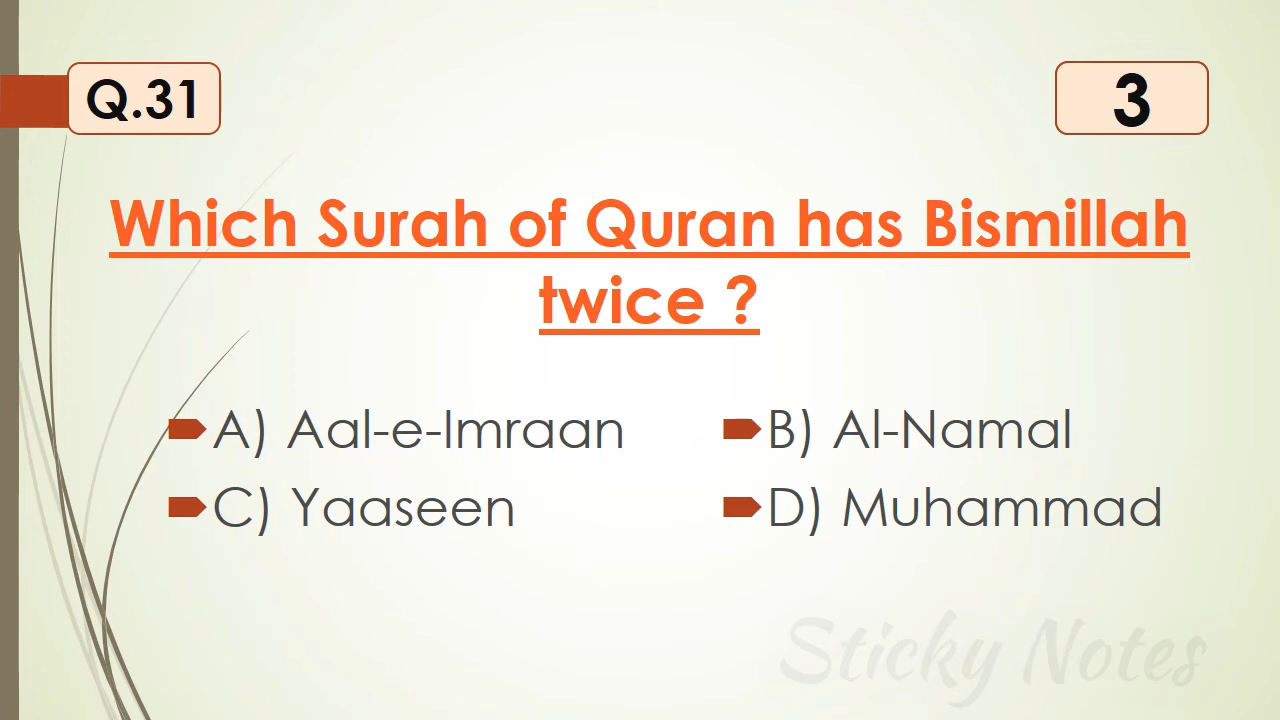 Q.31
3
Which Surah of Quran has Bismillah
twice ?
A) Aal-e-Imraan
B) Al-Namal
C) Yaaseen
D) Muhammad
Sticky Notes